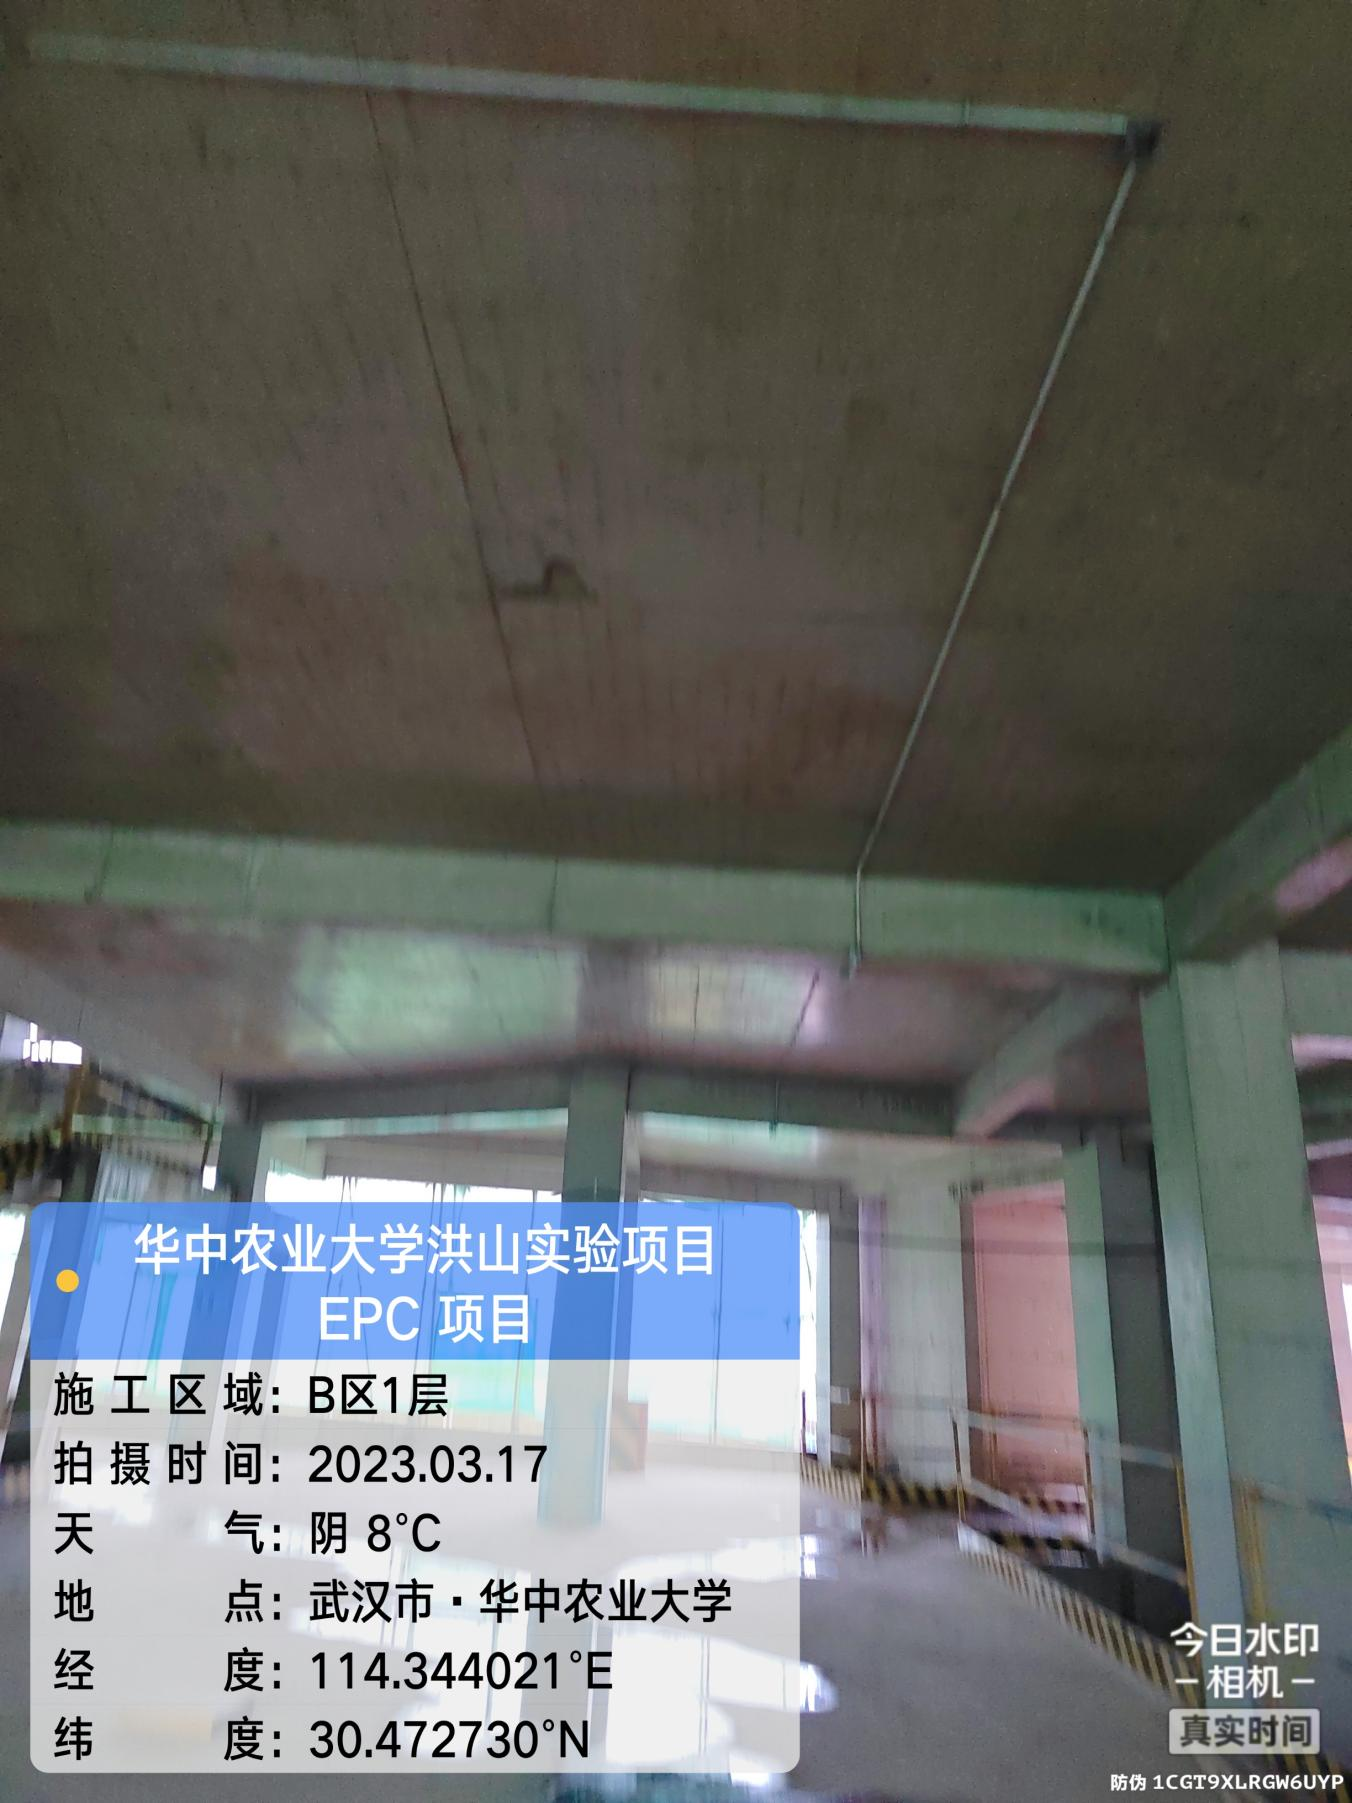 华中农业大学洪山实验项目
EPC 项目
施工区域：B区1层
拍摄时间：2023.03.17
天气：阴 8°C
地点：武汉市·华中农业大学
经度：114.344021°E
纬度：30.472730°N
今日水印
相机
真实时间
防伪 1CGT9XLRGW6UYP